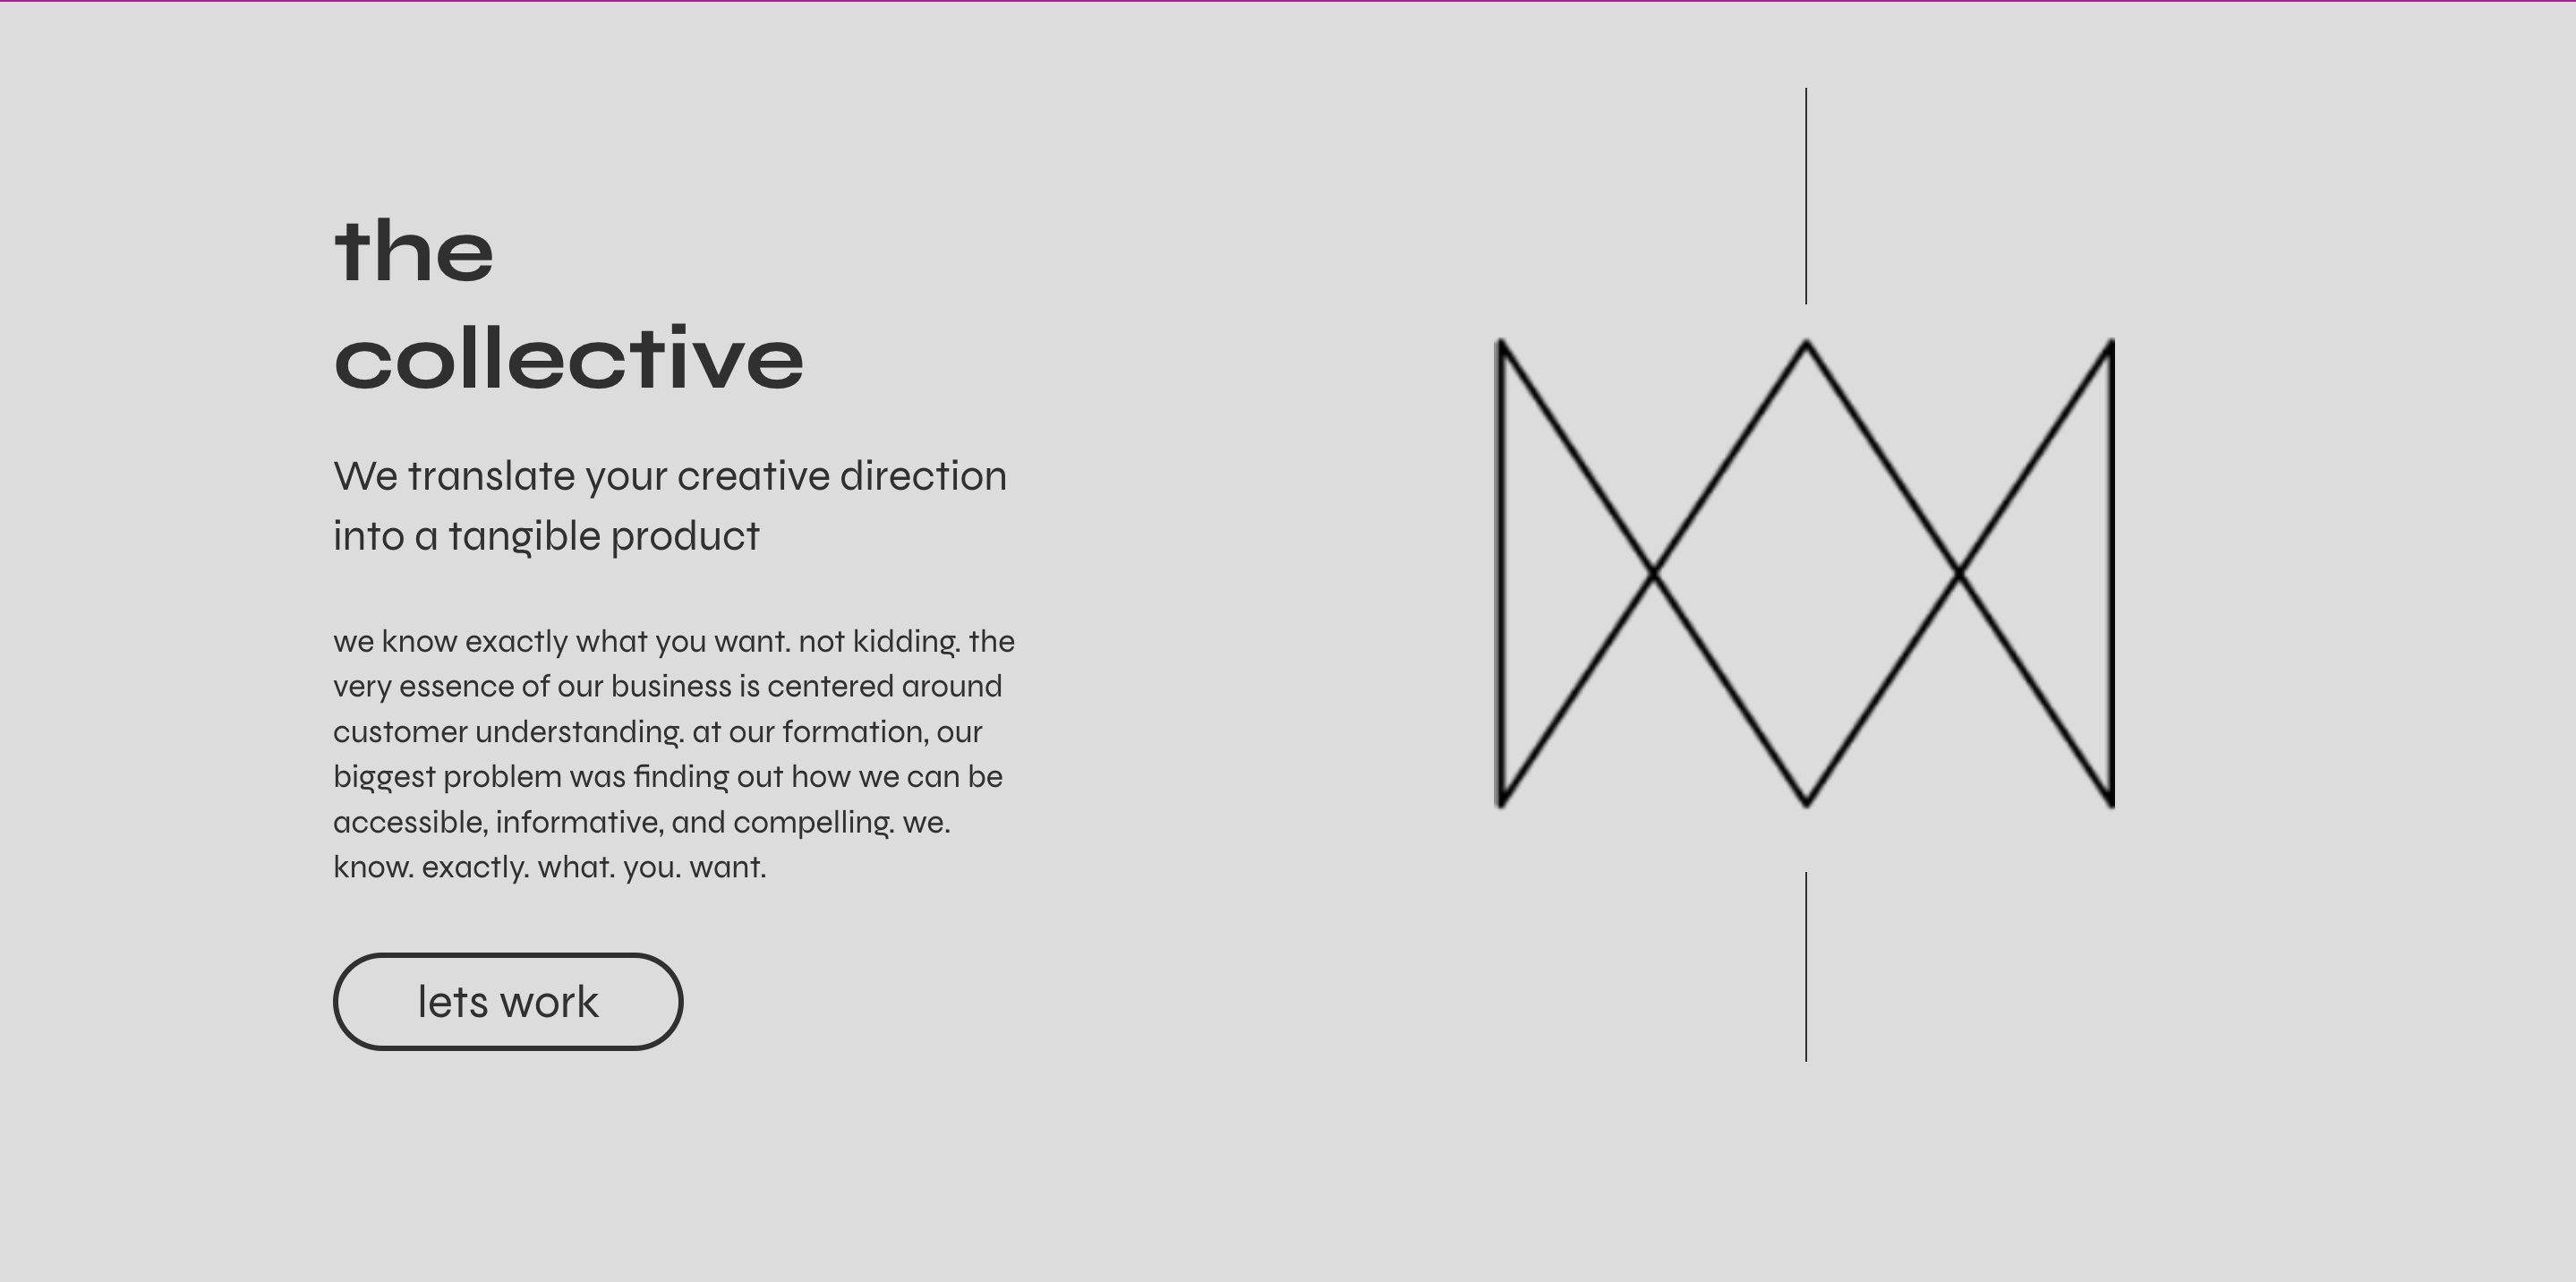 the
collective
We translate your creative direction
into a tangible product
we know exactly what you want. not kidding. the
very essence of our business is centered around
customer understanding. at our formation, our
biggest problem was finding out how we can be
accessible, informative, and compelling. we.
know. exactly. what. you. want.
lets work